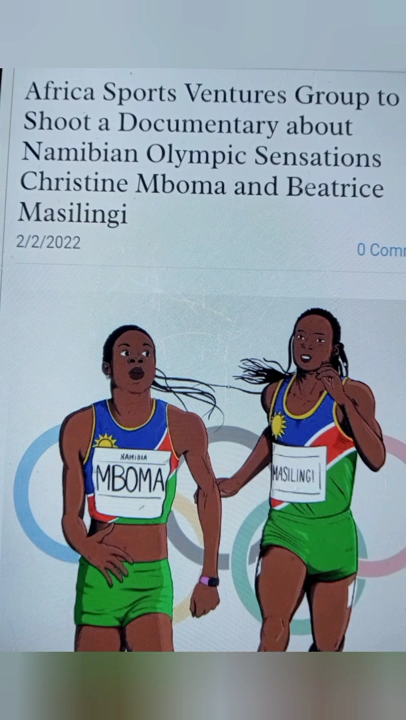 Africa Sports Ventures Group to
Shoot a Documentary about
Namibian Olympic Sensations
Christine Mboma and Beatrice
Masilingi
2/2/2022
0 Comm
NAMIBIA
MBOMA
MASILINGI